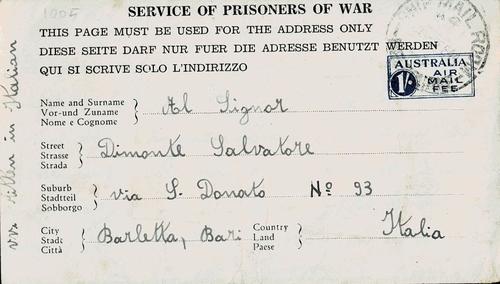 1005
SERVICE OF PRISONERS OF WAR
THIS PAGE MUST BE USED FOR THE ADDRESS ONLY
DIESE SEITE DARF NUR FUER DIE ADRESSE BENUTZT WERDEN
QUI SI SCRIVE SOLO L'INDIRIZZO
AUSTRALIA
1/-
AIR
MAIL
FEE
written in Italian
Name and Surname
Vor-und Zuname
Nome e Cognome
Al Signor
Street
Strasse
Strada
Dimonte Salvatore
Suburb
Stadtteil
Sobborgo
via S. Donato No 93
City
Stadt
Città
Barletta, Bari
Country
Land
Paese
Italia